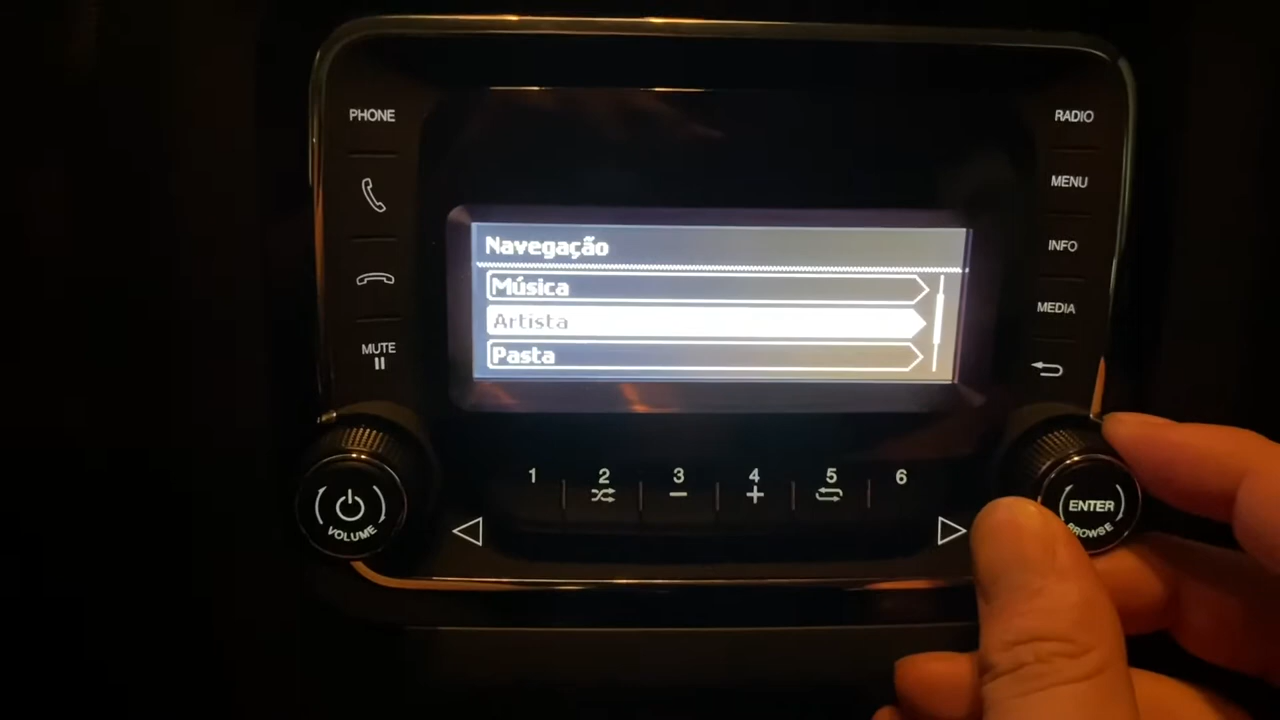 PHONE
MUTE
RADIO
MENU
INFO
MEDIA
Navegação
Música
Artista
Pasta
1 2 3 4 5 6
VOLUME
ENTER
BROWSE